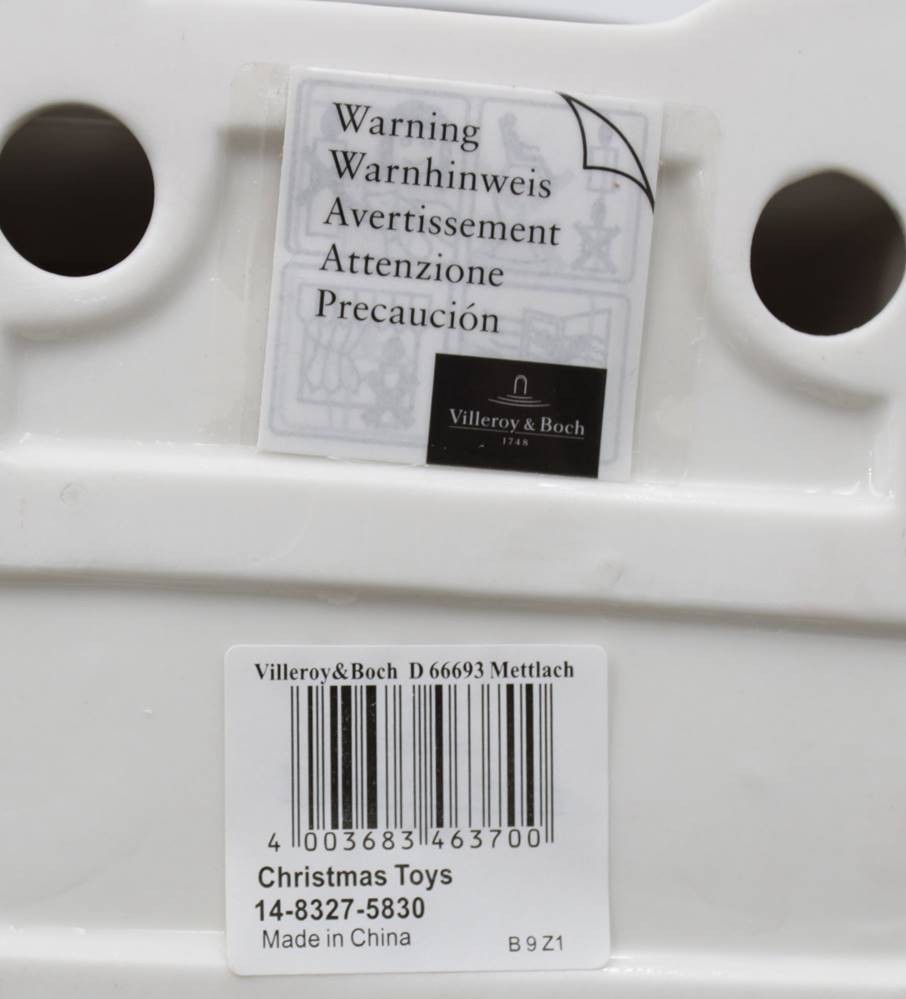 Warning
Warnhinweis
Avertissement
Attenzione
Precaución
Villeroy & Boch
1748
Villeroy&Boch D 66693 Mettlach
4 003683 463700
Christmas Toys
14-8327-5830
Made in China
B9Z1